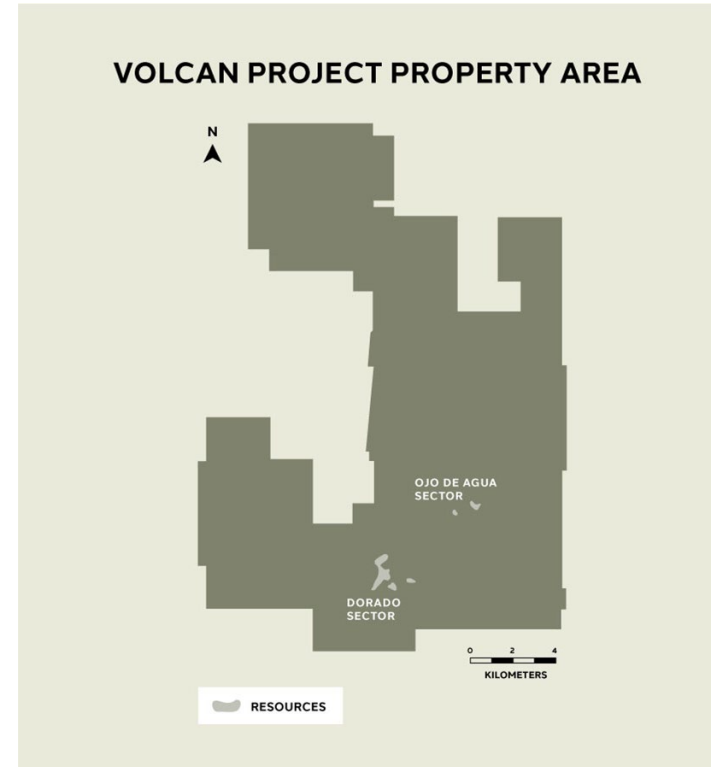 VOLCAN PROJECT PROPERTY AREA
N
OJO DE AGUA
SECTOR
DORADO
SECTOR
0 2 4
KILOMETERS
RESOURCES